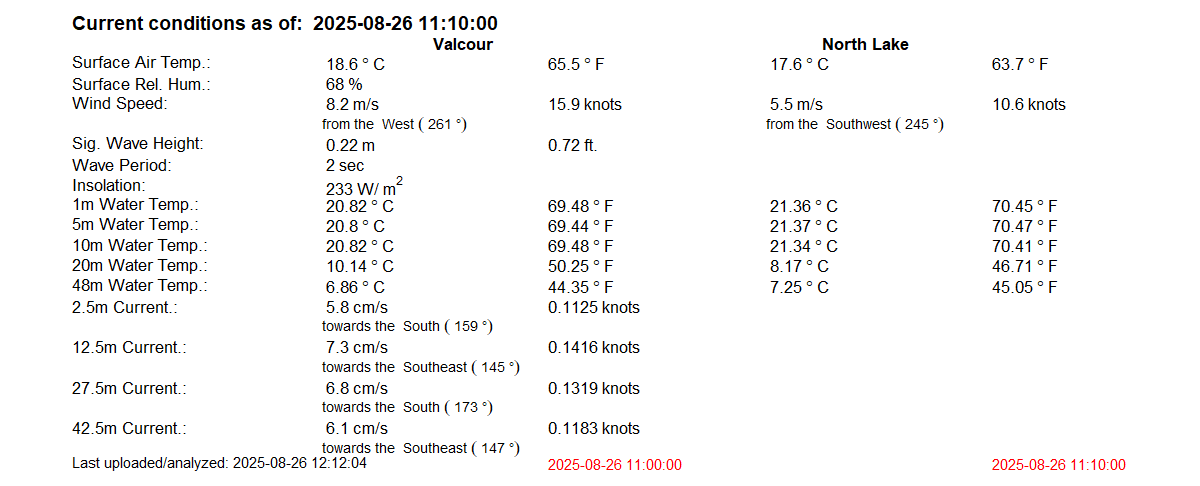 Current conditions as of: 2025-08-26 11:10:00
Valcour North Lake
Surface Air Temp.: 18.6 ° C 65.5 ° F 17.6 ° C 63.7 ° F
Surface Rel. Hum.: 68 %
Wind Speed: 8.2 m/s 15.9 knots 5.5 m/s 10.6 knots
from the West ( 261 °) from the Southwest ( 245 °)
Sig. Wave Height: 0.22 m 0.72 ft.
Wave Period: 2 sec
Insolation: 233 W/ m²
1m Water Temp.: 20.82 ° C 69.48 ° F 21.36 ° C 70.45 ° F
5m Water Temp.: 20.8 ° C 69.44 ° F 21.37 ° C 70.47 ° F
10m Water Temp.: 20.82 ° C 69.48 ° F 21.34 ° C 70.41 ° F
20m Water Temp.: 10.14 ° C 50.25 ° F 8.17 ° C 46.71 ° F
48m Water Temp.: 6.86 ° C 44.35 ° F 7.25 ° C 45.05 ° F
2.5m Current.: 5.8 cm/s 0.1125 knots
towards the South ( 159 °)
12.5m Current.: 7.3 cm/s 0.1416 knots
towards the Southeast ( 145 °)
27.5m Current.: 6.8 cm/s 0.1319 knots
towards the South ( 173 °)
42.5m Current.: 6.1 cm/s 0.1183 knots
towards the Southeast ( 147 °)
Last uploaded/analyzed: 2025-08-26 12:12:04 2025-08-26 11:00:00 2025-08-26 11:10:00